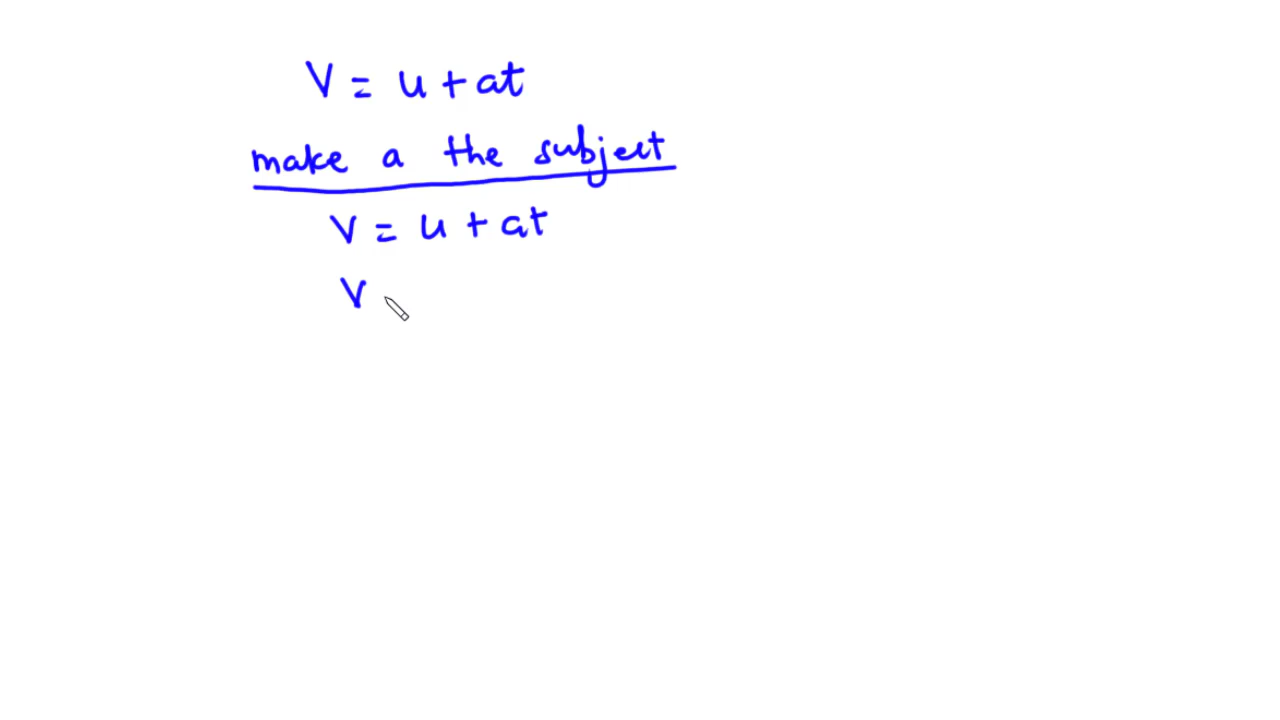 V = u + at
make a the subject
V = u + at
V